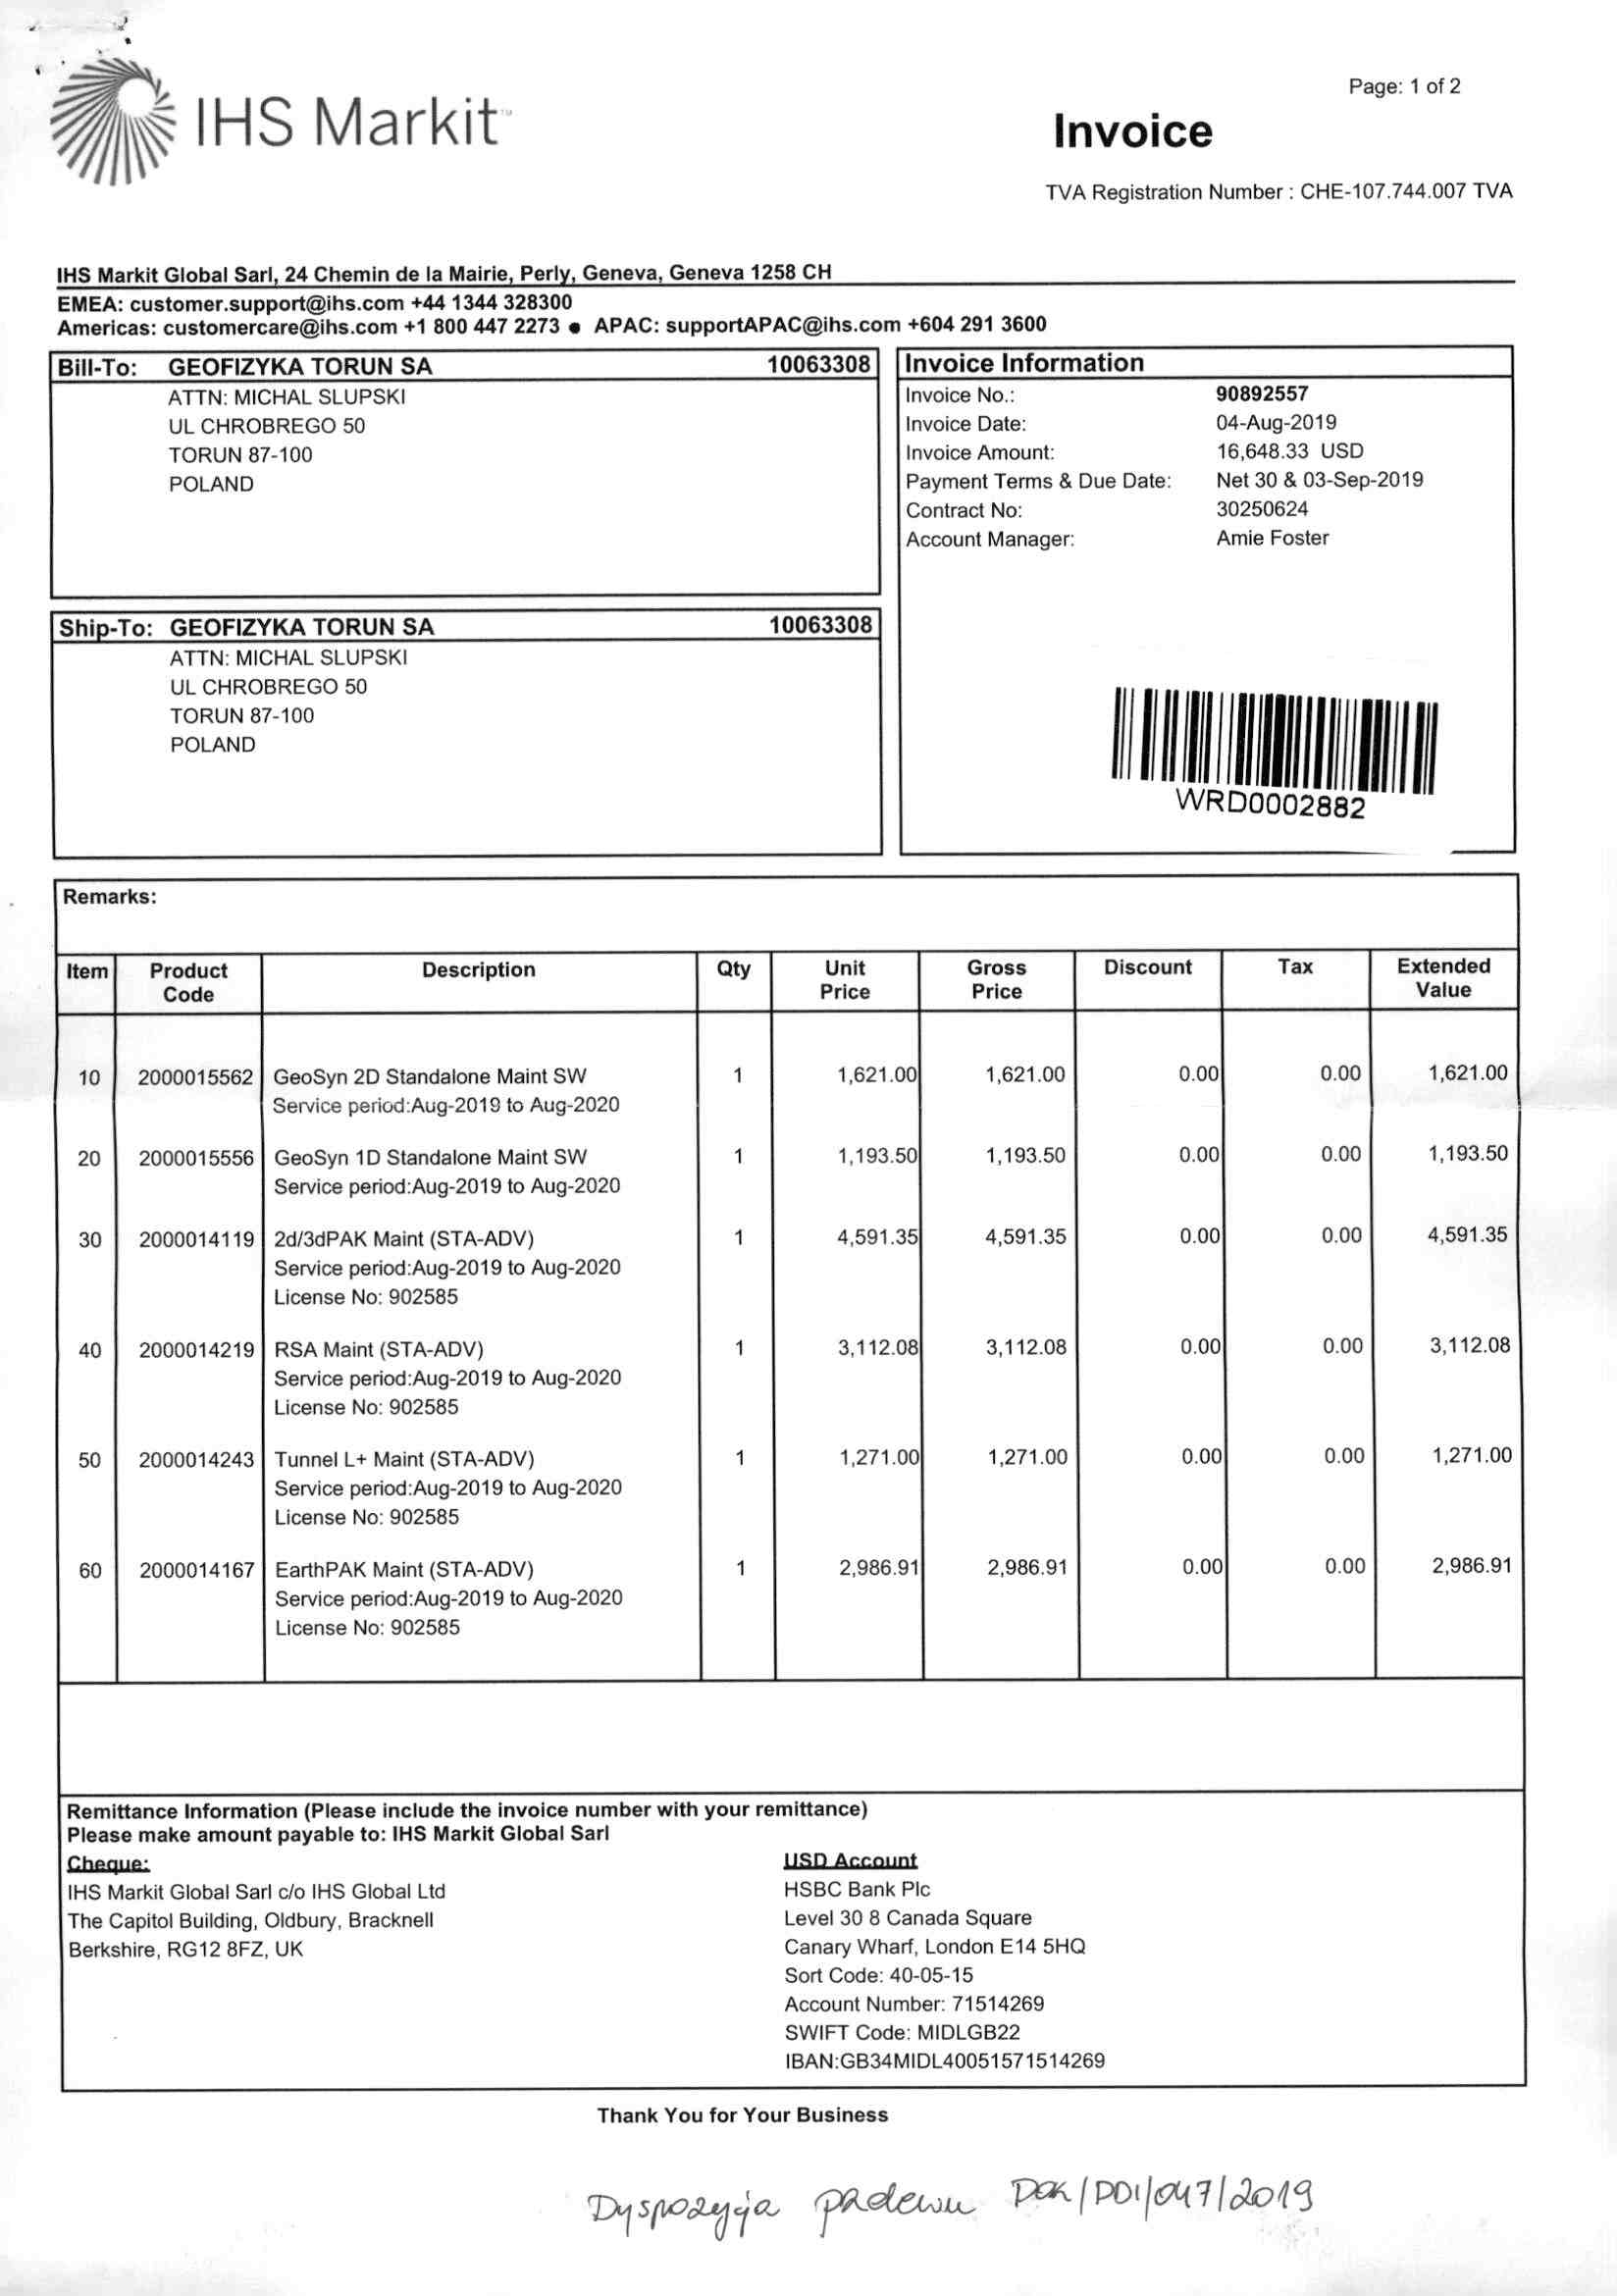 IHS Markit™
Page: 1 of 2
Invoice
TVA Registration Number : CHE-107.744.007 TVA
IHS Markit Global Sarl, 24 Chemin de la Mairie, Perly, Geneva, Geneva 1258 CH
EMEA: customer.support@ihs.com +44 1344 328300
Americas: customercare@ihs.com +1 800 447 2273 ● APAC: supportAPAC@ihs.com +604 291 3600
Bill-To: GEOFIZYKA TORUN SA 10063308
ATTN: MICHAL SLUPSKI
UL CHROBREGO 50
TORUN 87-100
POLAND
Ship-To: GEOFIZYKA TORUN SA 10063308
ATTN: MICHAL SLUPSKI
UL CHROBREGO 50
TORUN 87-100
POLAND
Invoice Information
Invoice No.: 90892557
Invoice Date: 04-Aug-2019
Invoice Amount: 16,648.33 USD
Payment Terms & Due Date: Net 30 & 03-Sep-2019
Contract No: 30250624
Account Manager: Amie Foster
WRD0002882
Remarks:
Item Product Code Description Qty Unit Price Gross Price Discount Tax Extended Value
10 2000015562 GeoSyn 2D Standalone Maint SW 1 1,621.00 1,621.00 0.00 0.00 1,621.00
Service period:Aug-2019 to Aug-2020
20 2000015556 GeoSyn 1D Standalone Maint SW 1 1,193.50 1,193.50 0.00 0.00 1,193.50
Service period:Aug-2019 to Aug-2020
30 2000014119 2d/3dPAK Maint (STA-ADV) 1 4,591.35 4,591.35 0.00 0.00 4,591.35
Service period:Aug-2019 to Aug-2020
License No: 902585
40 2000014219 RSA Maint (STA-ADV) 1 3,112.08 3,112.08 0.00 0.00 3,112.08
Service period:Aug-2019 to Aug-2020
License No: 902585
50 2000014243 Tunnel L+ Maint (STA-ADV) 1 1,271.00 1,271.00 0.00 0.00 1,271.00
Service period:Aug-2019 to Aug-2020
License No: 902585
60 2000014167 EarthPAK Maint (STA-ADV) 1 2,986.91 2,986.91 0.00 0.00 2,986.91
Service period:Aug-2019 to Aug-2020
License No: 902585
Remittance Information (Please include the invoice number with your remittance)
Please make amount payable to: IHS Markit Global Sarl
Cheque:
IHS Markit Global Sarl c/o IHS Global Ltd
The Capitol Building, Oldbury, Bracknell
Berkshire, RG12 8FZ, UK
USD Account
HSBC Bank Plc
Level 30 8 Canada Square
Canary Wharf, London E14 5HQ
Sort Code: 40-05-15
Account Number: 71514269
SWIFT Code: MIDLGB22
IBAN:GB34MIDL40051571514269
Thank You for Your Business
Dyspozycja